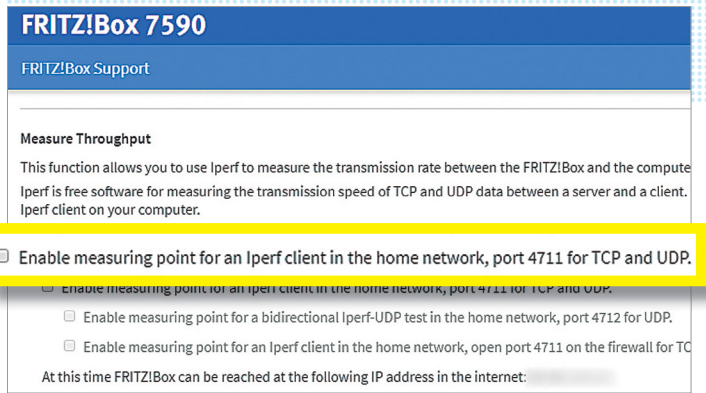 FRITZ!Box 7590
FRITZ!Box Support
Measure Throughput
This function allows you to use Iperf to measure the transmission rate between the FRITZ!Box and the compute
Iperf is free software for measuring the transmission speed of TCP and UDP data between a server and a client.
Iperf client on your computer.
Enable measuring point for an Iperf client in the home network, port 4711 for TCP and UDP.
Enable measuring point for an Iperf client in the home network, port 4711 for TCP and UDP.
Enable measuring point for a bidirectional Iperf-UDP test in the home network, port 4712 for UDP.
Enable measuring point for an Iperf client in the home network, open port 4711 on the firewall for TC
At this time FRITZ!Box can be reached at the following IP address in the internet: